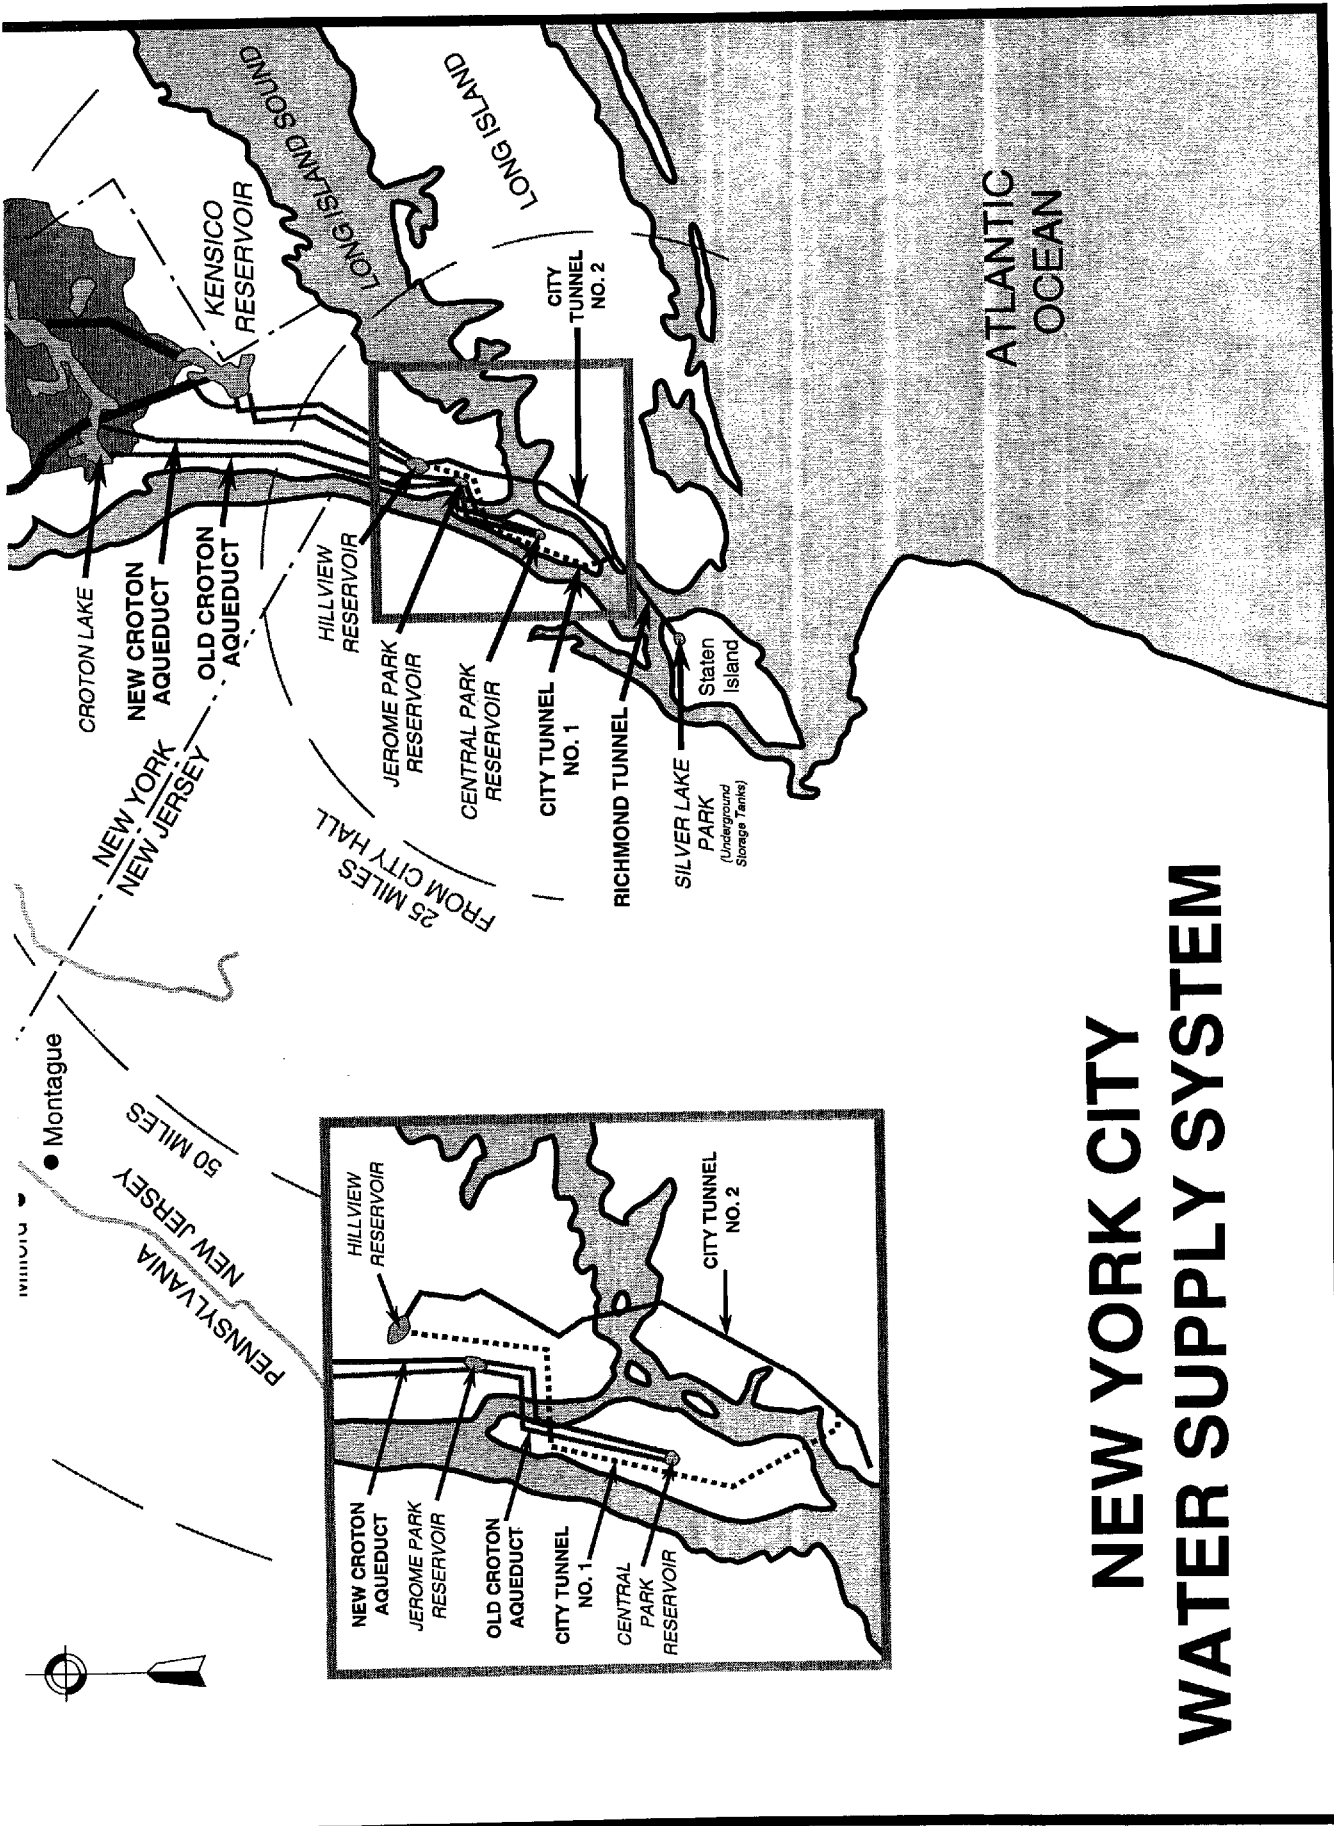 Montague
50 MILES
PENNSYLVANIA
NEW JERSEY
NEW YORK
NEW JERSEY
25 MILES
FROM CITY HALL
CROTON LAKE
NEW CROTON
AQUEDUCT
OLD CROTON
AQUEDUCT
KENSICO
RESERVOIR
HILLVIEW
RESERVOIR
JEROME PARK
RESERVOIR
CENTRAL PARK
RESERVOIR
CITY TUNNEL
NO. 1
RICHMOND TUNNEL
SILVER LAKE
PARK
(Underground
Storage Tanks)
Staten
Island
CITY
TUNNEL
NO. 2
LONG ISLAND SOUND
LONG ISLAND
LONG ISLAND
ATLANTIC
OCEAN
NEW CROTON
AQUEDUCT
JEROME PARK
RESERVOIR
OLD CROTON
AQUEDUCT
CITY TUNNEL
NO. 1
CENTRAL
PARK
RESERVOIR
HILLVIEW
RESERVOIR
CITY TUNNEL
NO. 2
NEW YORK CITY
WATER SUPPLY SYSTEM